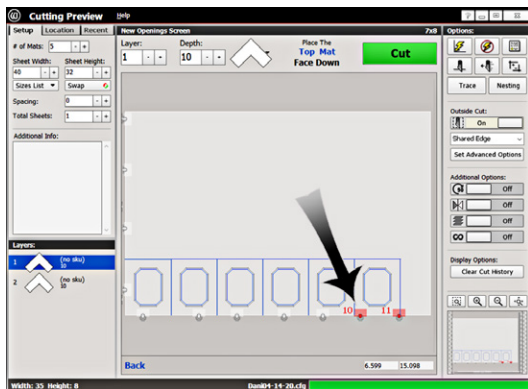 Cutting Preview Help
Setup Location Recent
New Openings Screen 7x8
Options:
# of Mats: 5 - +
Layer: Depth:
1 - - 10 - -
Place The
Top Mat
Face Down
Cut
Sheet Width: Sheet Height:
40 - + 32 - +
Sizes List Swap
Spacing: 0 - +
Total Sheets: 1 - +
Additional Info:
Trace Nesting
Outside Cut:
On
Shared Edge
Set Advanced Options
Additional Options:
Off
Off
Off
Off
Display Options:
Clear Cut History
Layers:
1 (no sku)
10
2 (no sku)
10
10 11
Back 6.599 15.098
Width: 35 Height: 8 Dani04-14-20.cfg